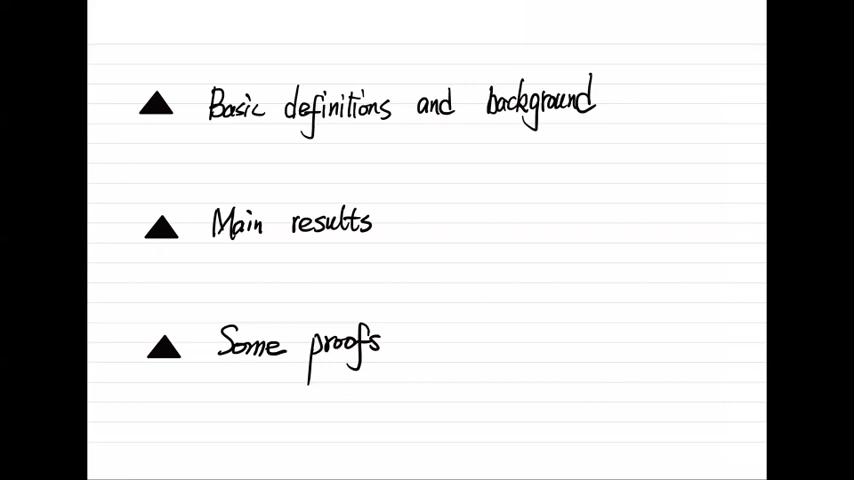 ▲ Basic definitions and background
▲ Main results
▲ Some proofs